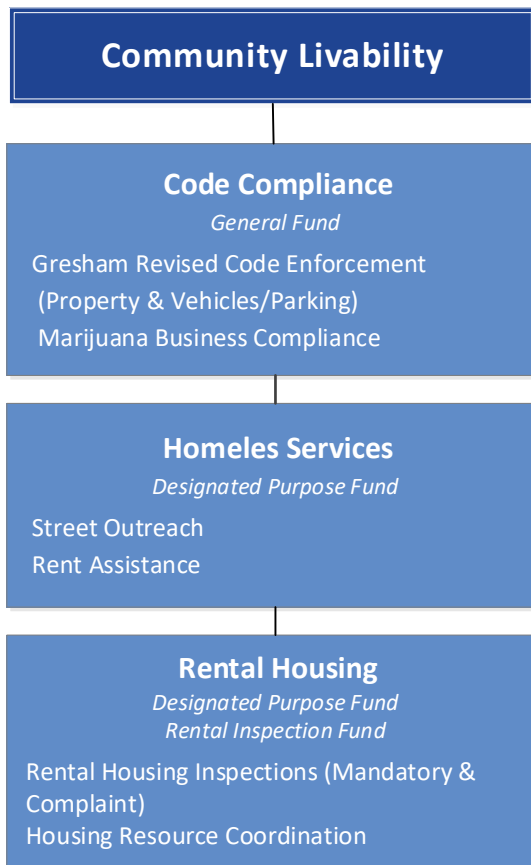 Community Livability
Code Compliance
General Fund
Gresham Revised Code Enforcement
(Property & Vehicles/Parking)
Marijuana Business Compliance
Homeles Services
Designated Purpose Fund
Street Outreach
Rent Assistance
Rental Housing
Designated Purpose Fund
Rental Inspection Fund
Rental Housing Inspections (Mandatory &
Complaint)
Housing Resource Coordination